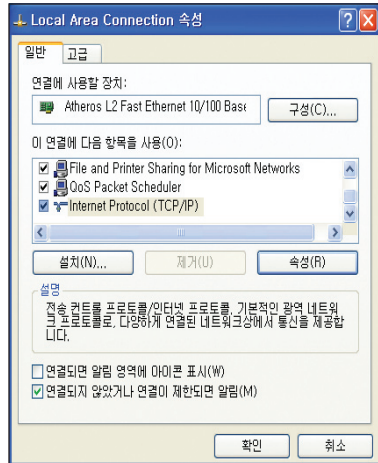 Local Area Connection 속성
일반 고급
연결에 사용할 장치:
Atheros L2 Fast Ethernet 10/100 Base
구성(C)...
이 연결에 다음 항목을 사용(O):
File and Printer Sharing for Microsoft Networks
QoS Packet Scheduler
Internet Protocol (TCP/IP)
설치(N)... 제거(U) 속성(R)
설명
전송 컨트롤 프로토콜/인터넷 프로토콜. 기본적인 광역 네트워
크 프로토콜로, 다양하게 연결된 네트워크상에서 통신을 제공합
니다.
연결되면 알림 영역에 아이콘 표시(W)
연결되지 않았거나 연결이 제한되면 알림(M)
확인 취소